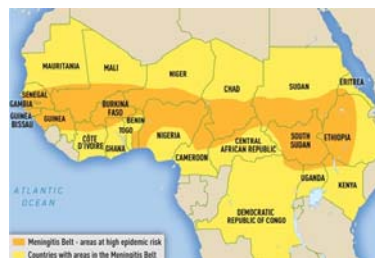 MAURITANIA
MALI
NIGER
CHAD
SUDAN
ERITREA
SENEGAL
GAMBIA
GUINEA-
BISSAU
GUINEA
BURKINA
FASO
BENIN
TOGO
CÔTE
D'IVOIRE
GHANA
NIGERIA
CAMEROON
CENTRAL
AFRICAN REPUBLIC
SOUTH
SUDAN
ETHIOPIA
UGANDA
KENYA
DEMOCRATIC
REPUBLIC OF CONGO
ATLANTIC
OCEAN
Meningitis Belt - areas at high epidemic risk
Countries with areas in the Meningitis Belt